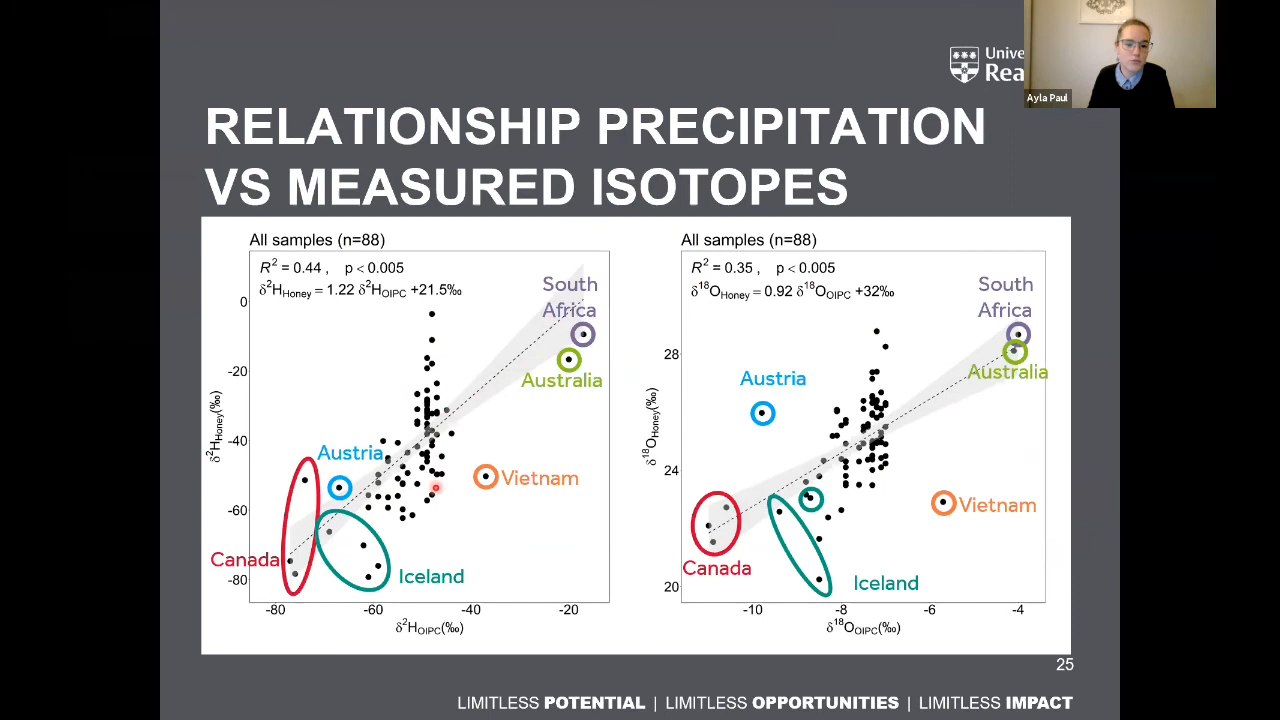 Unive
Rea
Ayla Paul
RELATIONSHIP PRECIPITATION
VS MEASURED ISOTOPES
All samples (n=88)
R² = 0.44 , p < 0.005
δ²H_Honey = 1.22 δ²H_OIPC +21.5‰
South
Africa
Australia
Austria
Vietnam
Canada
Iceland
0
-20
-40
-60
-80
δ²H_Honey(‰)
-80 -60 -40 -20
δ²H_OIPC(‰)
All samples (n=88)
R² = 0.35 , p < 0.005
δ¹⁸O_Honey = 0.92 δ¹⁸O_OIPC +32‰
South
Africa
Australia
Austria
Vietnam
Canada
Iceland
28
24
20
δ¹⁸O_Honey(‰)
-10 -8 -6 -4
δ¹⁸O_OIPC(‰)
25
LIMITLESS POTENTIAL | LIMITLESS OPPORTUNITIES | LIMITLESS IMPACT